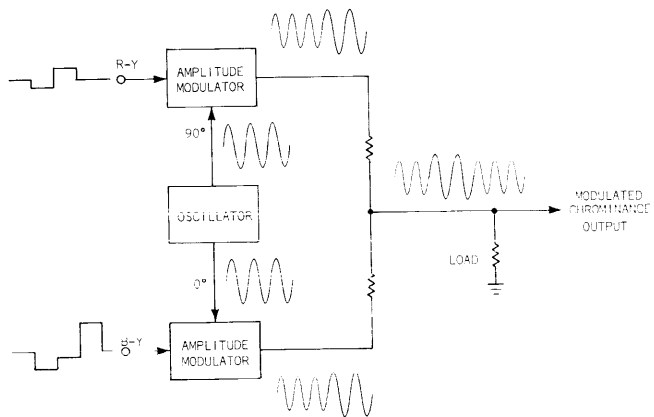 R-Y
AMPLITUDE
MODULATOR
90°
OSCILLATOR
MODULATED
CHROMINANCE
OUTPUT
LOAD
0°
B-Y
AMPLITUDE
MODULATOR